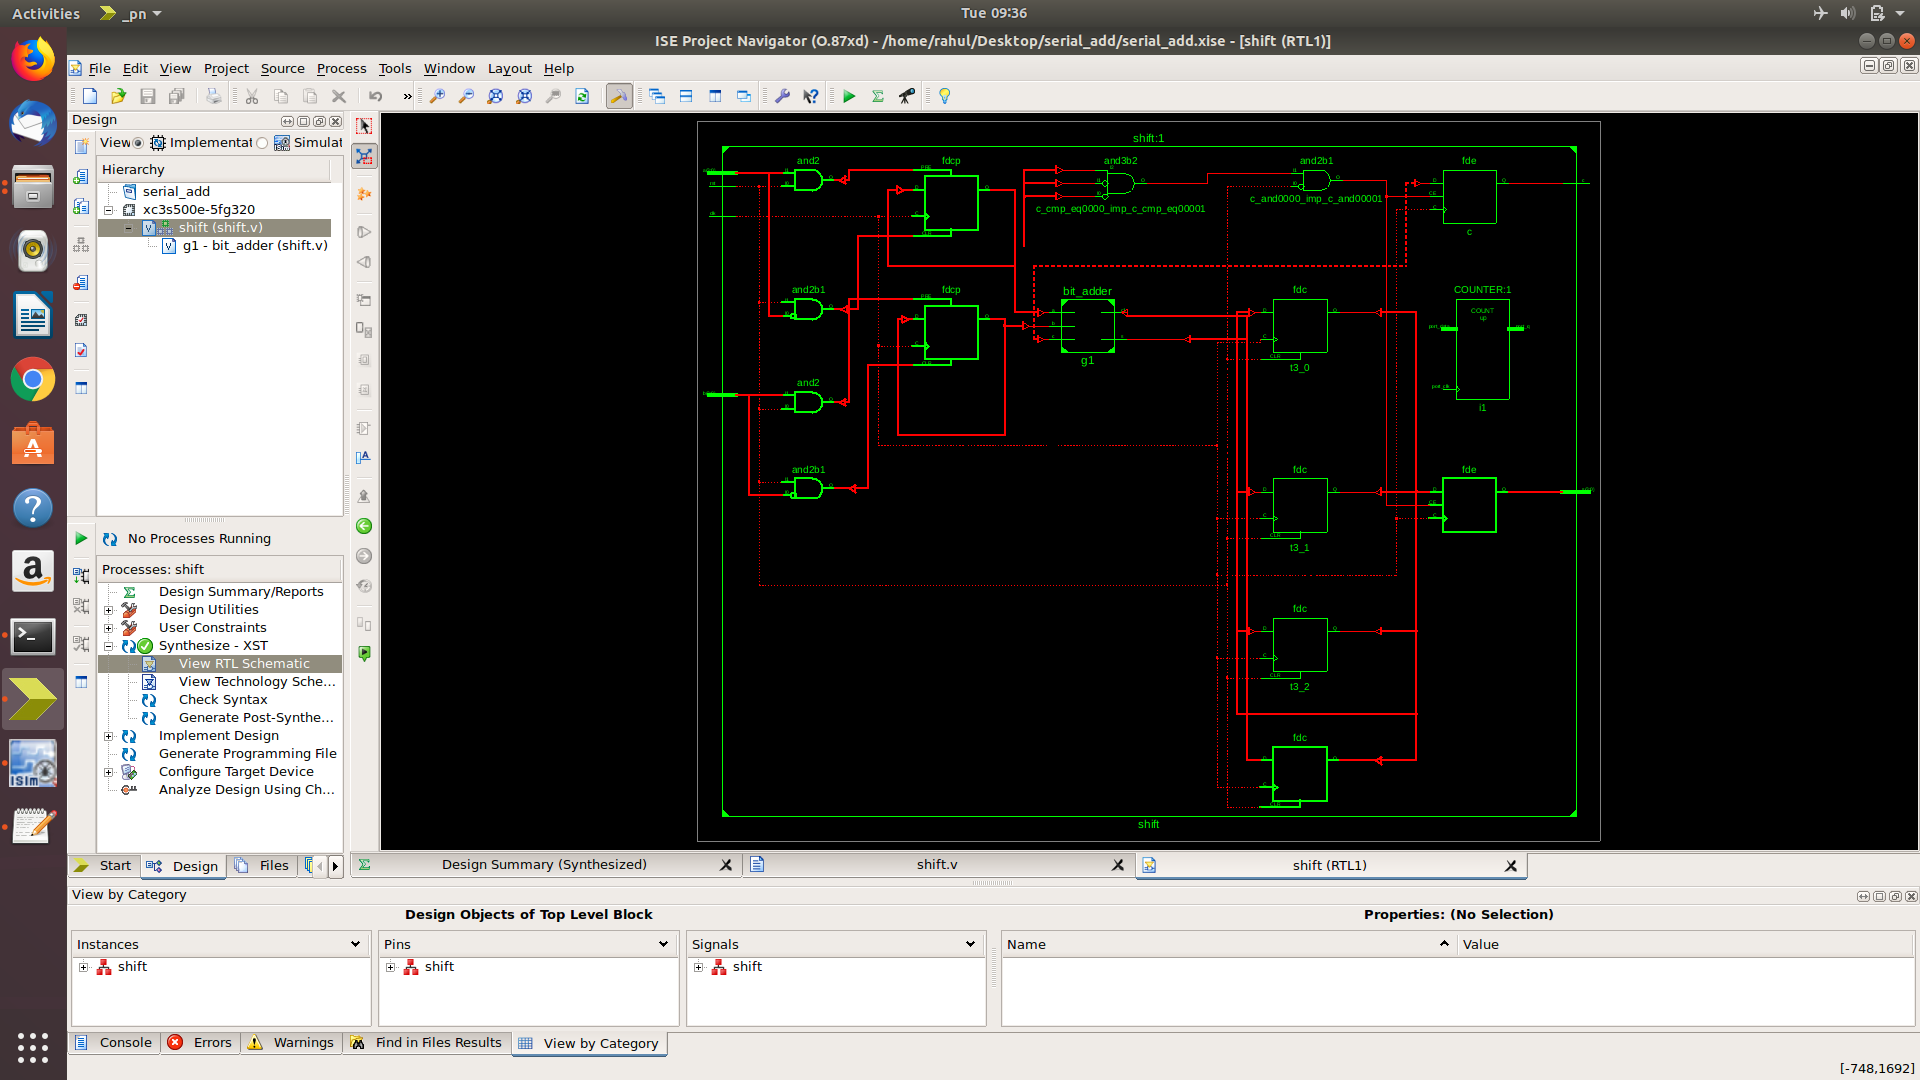 Activities
_pn
Tue 09:36
ISE Project Navigator (O.87xd) - /home/rahul/Desktop/serial_add/serial_add.xise - [shift (RTL1)]
File Edit View Project Source Process Tools Window Layout Help
»
Design
View Implementat Simulat
Hierarchy
serial_add
xc3s500e-5fg320
shift (shift.v)
g1 - bit_adder (shift.v)
No Processes Running
Processes: shift
Design Summary/Reports
Design Utilities
User Constraints
Synthesize - XST
View RTL Schematic
View Technology Sche...
Check Syntax
Generate Post-Synthe...
Implement Design
Generate Programming File
Configure Target Device
Analyze Design Using Ch...
Start Design Files
shift:1
and2 fdcp and3b2 and2b1 fde
c_cmp_eq0000_imp_c_cmp_eq00001
c_and0000_imp_c_and00001
c
and2b1 fdcp bit_adder fdc COUNTER:1
COUNT
up
g1
t3_0
i1
and2
and2b1 fdc fde
t3_1
fdc
t3_2
fdc
shift
Design Summary (Synthesized) shift.v shift (RTL1)
View by Category
Design Objects of Top Level Block
Properties: (No Selection)
Instances Pins Signals Name Value
shift shift shift
Console Errors Warnings Find in Files Results View by Category
[-748,1692]
ISim